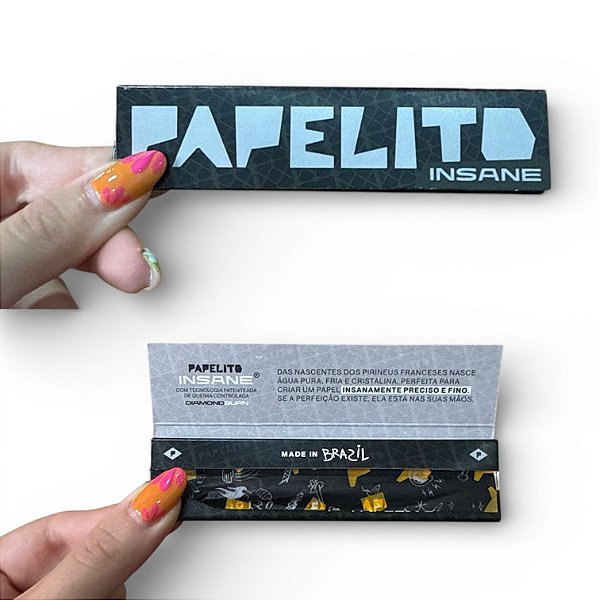 PAPELITO
INSANE
PAPELITO
INSANE®
COM TECNOLOGIA PATENTEADA
DE QUEIMA CONTROLADA
DIAMONDBURN
DAS NASCENTES DOS PIRINEUS FRANCESES NASCE
ÁGUA PURA, FRIA E CRISTALINA, PERFEITA PARA
CRIAR UM PAPEL INSANAMENTE PRECISO E FINO.
SE A PERFEIÇÃO EXISTE, ELA ESTÁ NAS SUAS MÃOS.
P MADE IN BRAZIL P